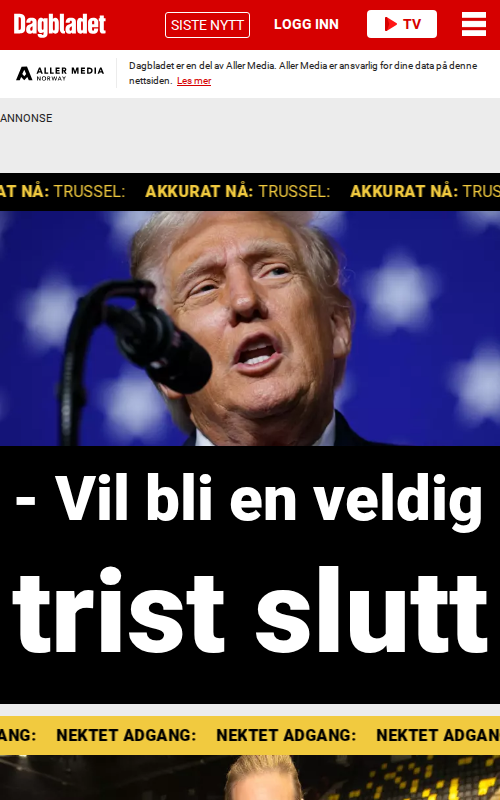 Dagbladet
SISTE NYTT
LOGG INN
TV
ALLER MEDIA
NORWAY
Dagbladet er en del av Aller Media. Aller Media er ansvarlig for dine data på denne
nettsiden. Les mer
ANNONSE
AT NÅ: TRUSSEL: AKKURAT NÅ: TRUSSEL: AKKURAT NÅ: TRUS
- Vil bli en veldig
trist slutt
ANG: NEKTET ADGANG: NEKTET ADGANG: NEKTET ADGAN